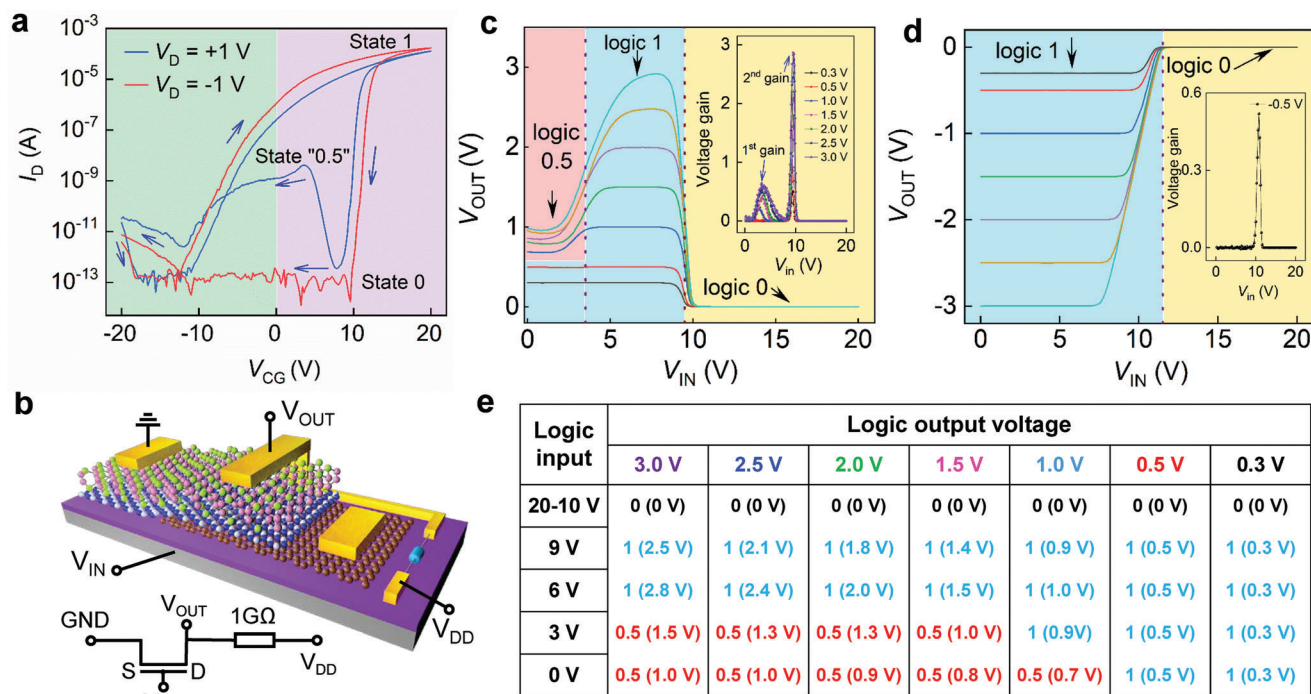 a
10⁻³
10⁻⁵
10⁻⁷
10⁻⁹
10⁻¹¹
10⁻¹³
I_D (A)
V_D = +1 V
V_D = -1 V
State 1
State "0.5"
State 0
-20 -10 0 10 20
V_CG (V)
b
V_OUT
V_IN
V_DD
GND
V_OUT
1GΩ
V_DD
S D
c
3
2
1
0
V_OUT (V)
logic 0.5
logic 1
logic 0
0 5 10 15 20
V_IN (V)
3
2
1
0
Voltage gain
2ⁿᵈ gain
1ˢᵗ gain
0.3 V
0.5 V
1.0 V
1.5 V
2.0 V
2.5 V
3.0 V
0 5 10 15 20
V_in (V)
d
0
-1
-2
-3
V_OUT (V)
logic 1
logic 0
0 5 10 15 20
V_IN (V)
0.6
0.3
0.0
Voltage gain
-0.5 V
0 5 10 15 20
V_in (V)
e
Logic input
Logic output voltage
3.0 V 2.5 V 2.0 V 1.5 V 1.0 V 0.5 V 0.3 V
20-10 V 0 (0 V) 0 (0 V) 0 (0 V) 0 (0 V) 0 (0 V) 0 (0 V) 0 (0 V)
9 V 1 (2.5 V) 1 (2.1 V) 1 (1.8 V) 1 (1.4 V) 1 (0.9 V) 1 (0.5 V) 1 (0.3 V)
6 V 1 (2.8 V) 1 (2.4 V) 1 (2.0 V) 1 (1.5 V) 1 (1.0 V) 1 (0.5 V) 1 (0.3 V)
3 V 0.5 (1.5 V) 0.5 (1.3 V) 0.5 (1.3 V) 0.5 (1.0 V) 1 (0.9V) 1 (0.5 V) 1 (0.3 V)
0 V 0.5 (1.0 V) 0.5 (1.0 V) 0.5 (0.9 V) 0.5 (0.8 V) 0.5 (0.7 V) 1 (0.5 V) 1 (0.3 V)